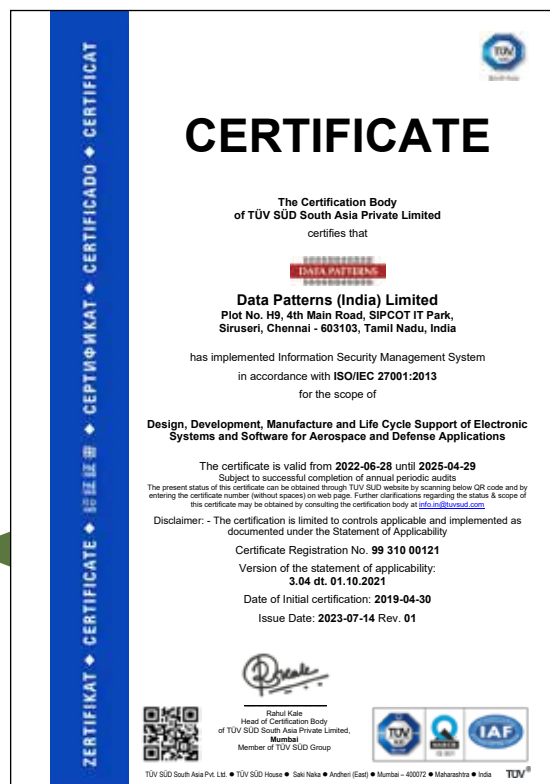 TÜV
SÜD
CERTIFICATE
The Certification Body
of TÜV SÜD South Asia Private Limited
certifies that
DATA PATTERNS
Data Patterns (India) Limited
Plot No. H9, 4th Main Road, SIPCOT IT Park,
Siruseri, Chennai - 603103, Tamil Nadu, India
has implemented Information Security Management System
in accordance with ISO/IEC 27001:2013
for the scope of
Design, Development, Manufacture and Life Cycle Support of Electronic
Systems and Software for Aerospace and Defense Applications
The certificate is valid from 2022-06-28 until 2025-04-29
Subject to successful completion of annual periodic audits
The present status of this certificate can be obtained through TUV SUD website by scanning below QR code and by
entering the certificate number (without spaces) on web page. Further clarifications regarding the status & scope of
this certificate may be obtained by consulting the certification body at info.in@tuvsud.com
Disclaimer: - The certification is limited to controls applicable and implemented as
documented under the Statement of Applicability
Certificate Registration No. 99 310 00121
Version of the statement of applicability:
3.04 dt. 01.10.2021
Date of Initial certification: 2019-04-30
Issue Date: 2023-07-14 Rev. 01
Rahul Kale
Head of Certification Body
of TÜV SÜD South Asia Private Limited,
Mumbai
Member of TÜV SÜD Group
TÜV
SÜD
IAF
TÜV SÜD South Asia Pvt. Ltd. ● TÜV SÜD House ● Saki Naka ● Andheri (East) ● Mumbai – 400072 ● Maharashtra ● India TÜV®
ZERTIFIKAT ◆ CERTIFICATE ◆ ◆ СЕРТИФИКАТ ◆ CERTIFICADO ◆ CERTIFICAT